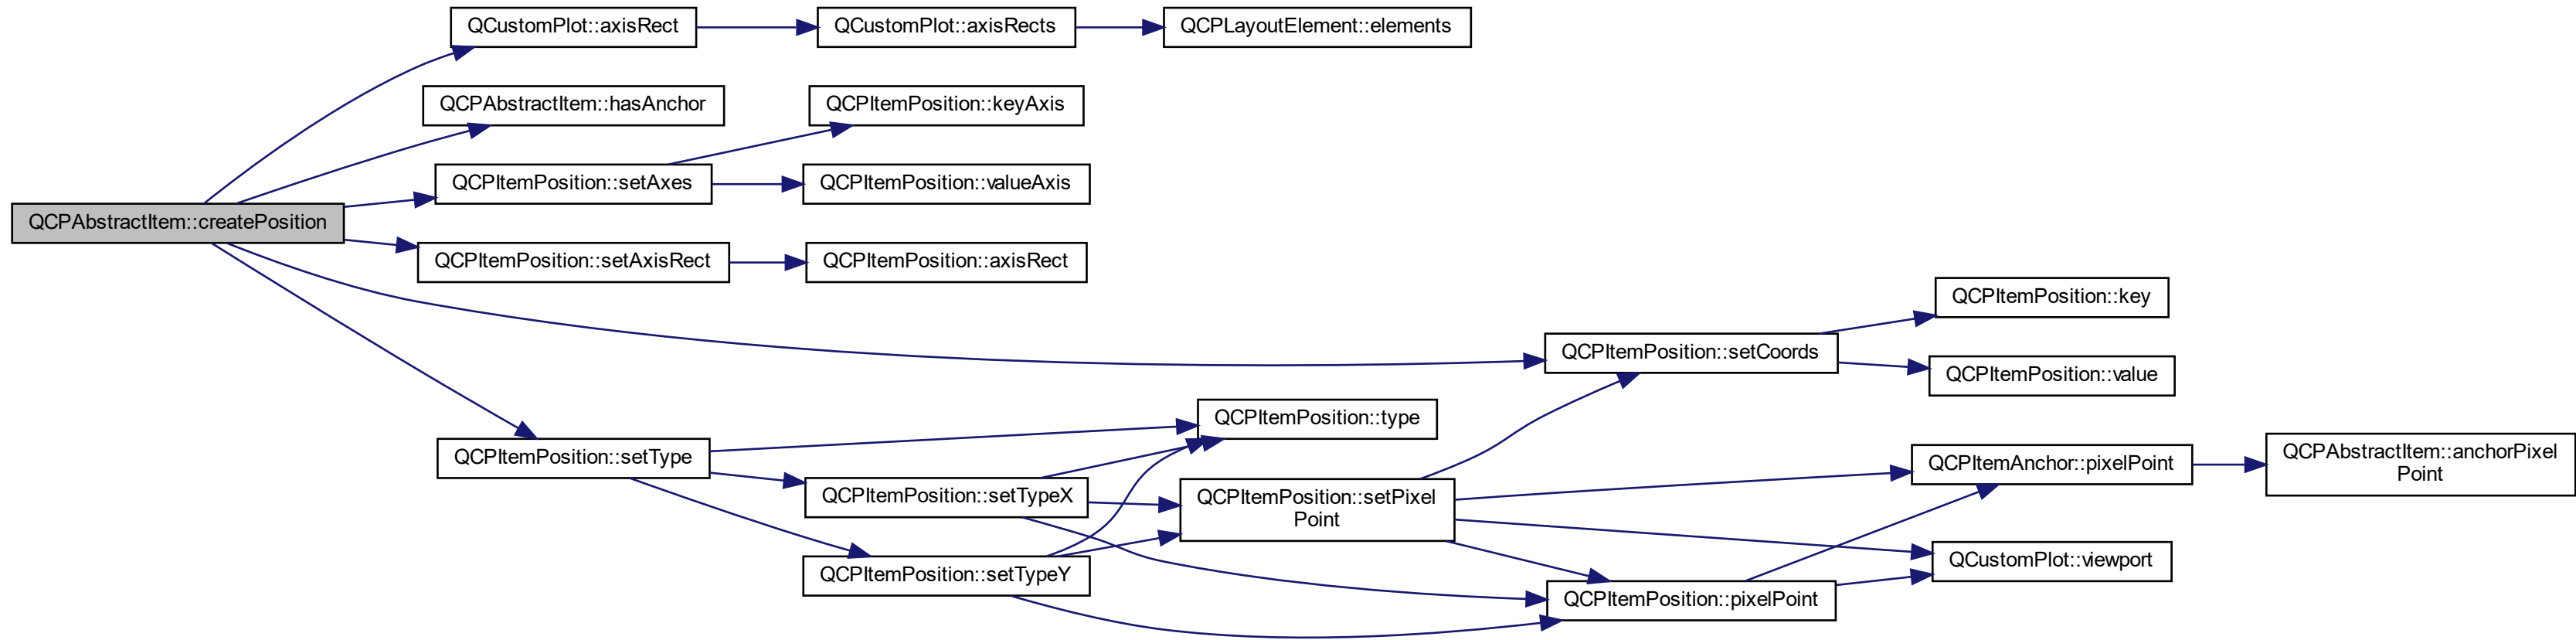 QCustomPlot::axisRect
QCustomPlot::axisRects
QCPLayoutElement::elements
QCPAbstractItem::hasAnchor
QCPItemPosition::keyAxis
QCPItemPosition::setAxes
QCPItemPosition::valueAxis
QCPAbstractItem::createPosition
QCPItemPosition::setAxisRect
QCPItemPosition::axisRect
QCPItemPosition::key
QCPItemPosition::setCoords
QCPItemPosition::value
QCPItemPosition::type
QCPItemPosition::setType
QCPItemAnchor::pixelPoint
QCPAbstractItem::anchorPixel
Point
QCPItemPosition::setTypeX
QCPItemPosition::setPixel
Point
QCustomPlot::viewport
QCPItemPosition::setTypeY
QCPItemPosition::pixelPoint